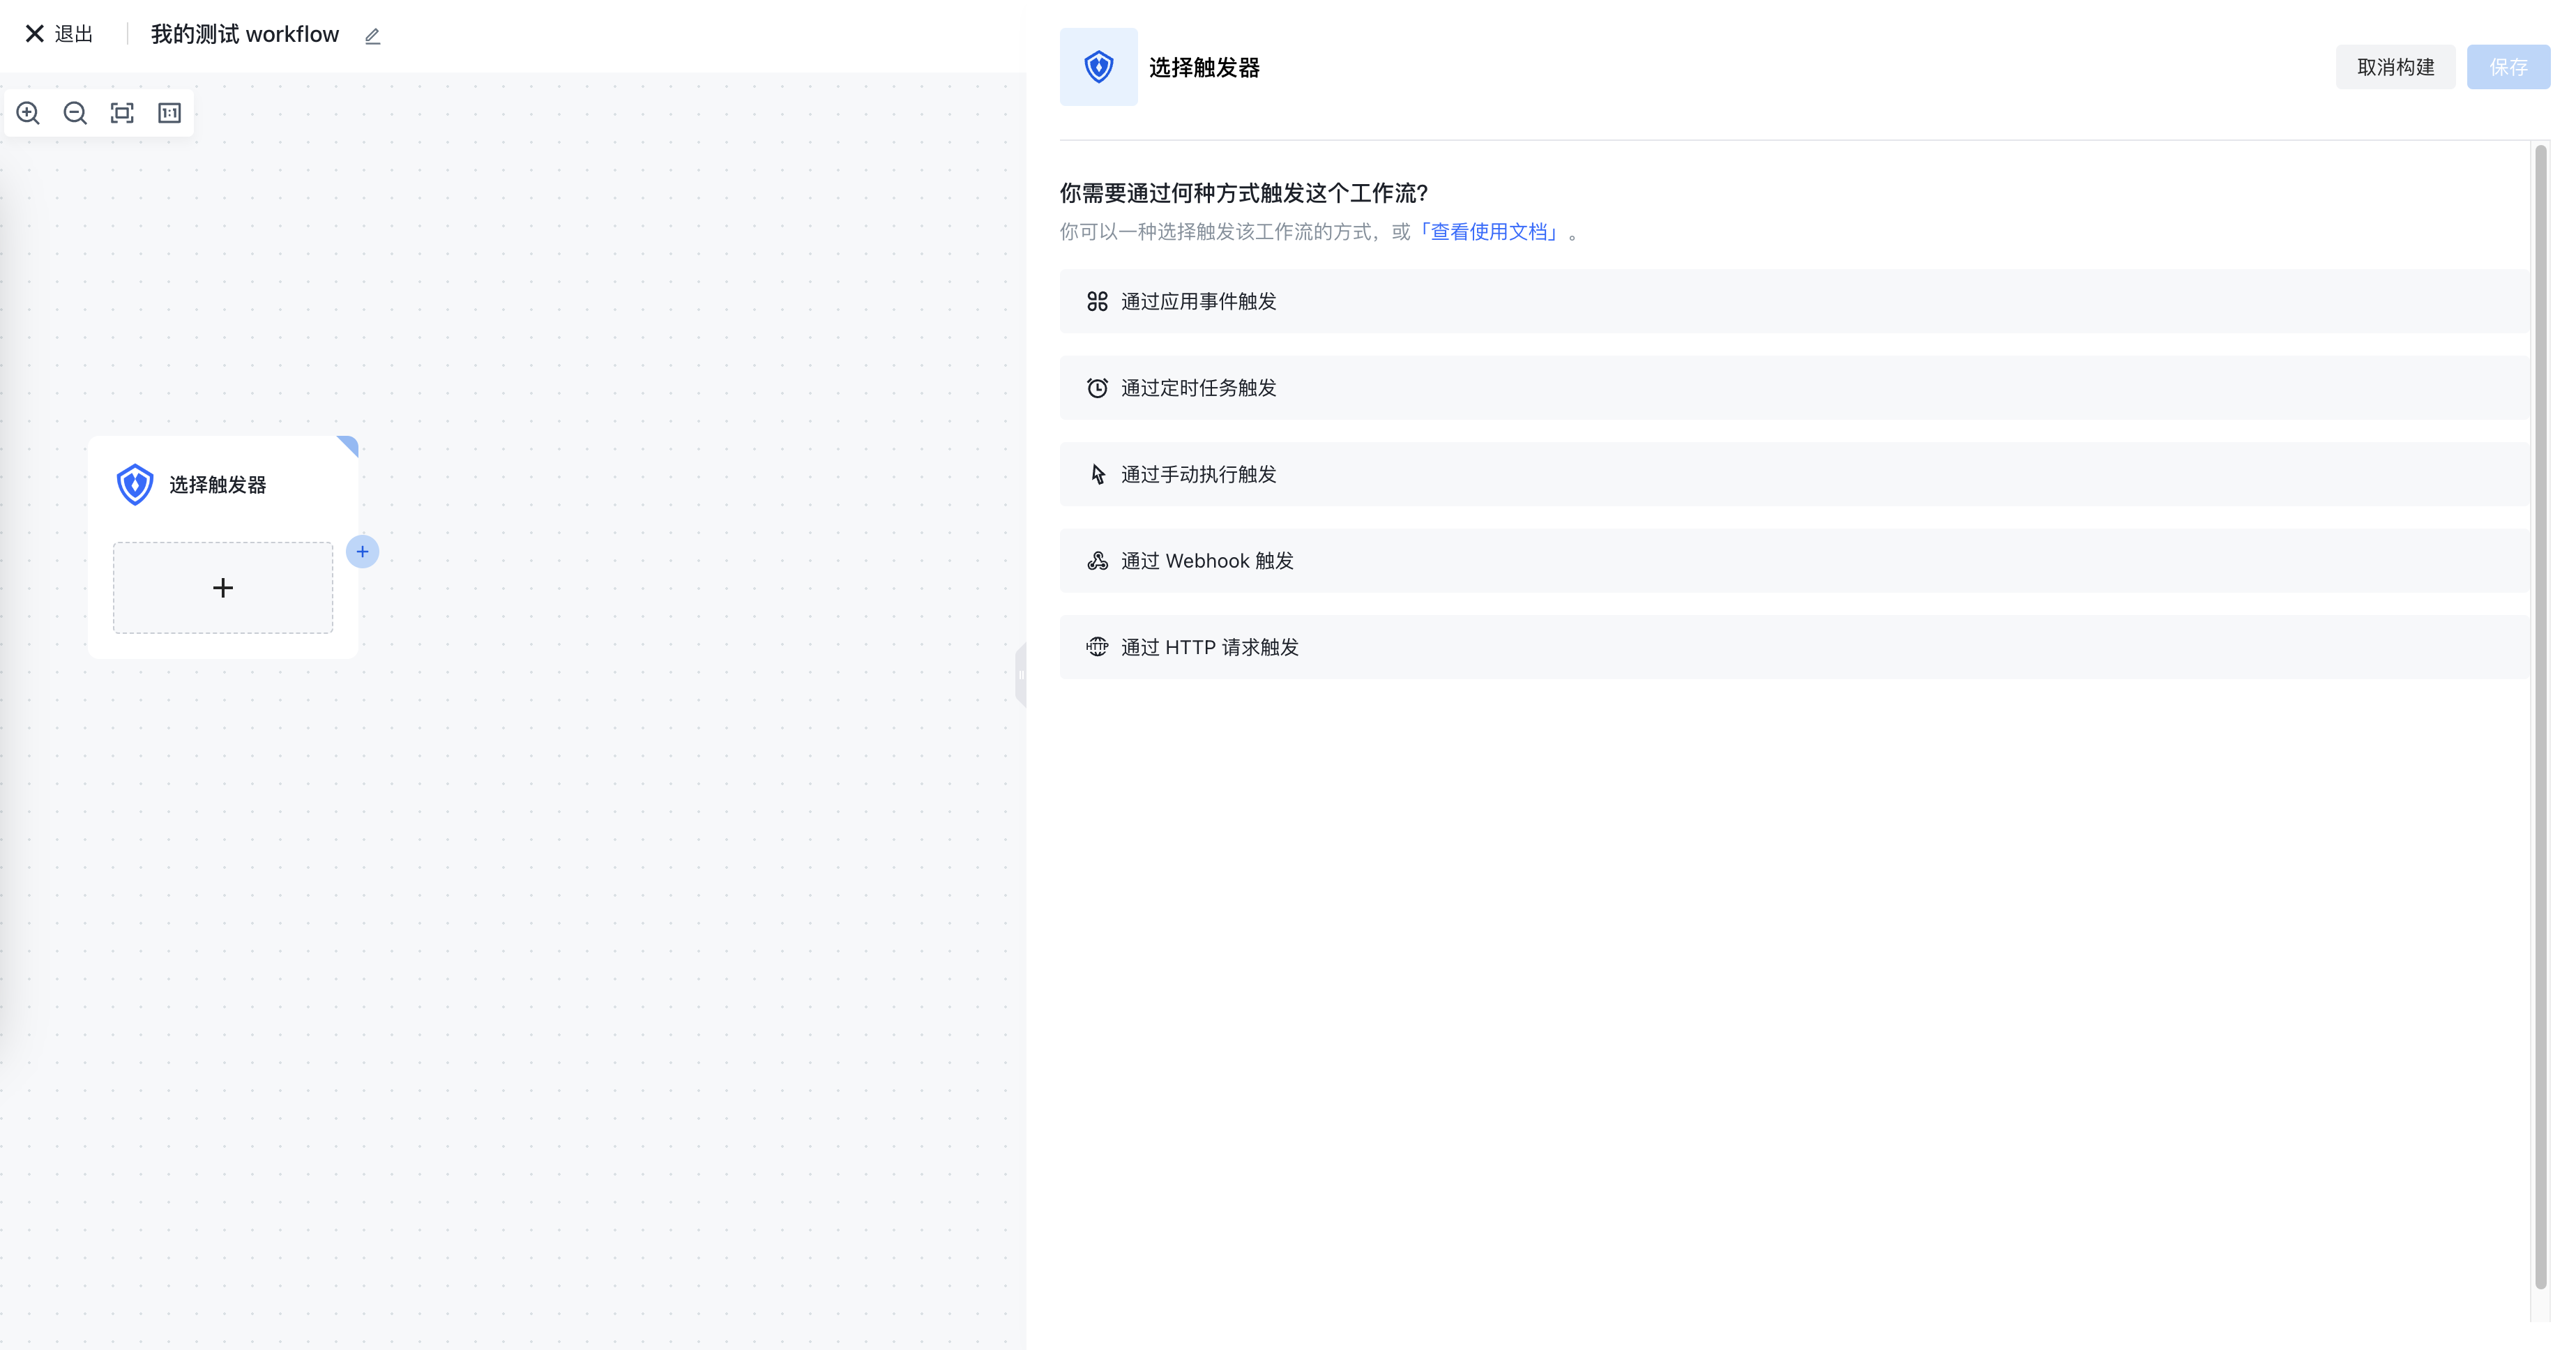 退出
我的测试 workflow
1:1
选择触发器
选择触发器
取消构建
保存
你需要通过何种方式触发这个工作流?
你可以一种选择触发该工作流的方式，或「查看使用文档」 。
通过应用事件触发
通过定时任务触发
通过手动执行触发
通过 Webhook 触发
HTTP 通过 HTTP 请求触发